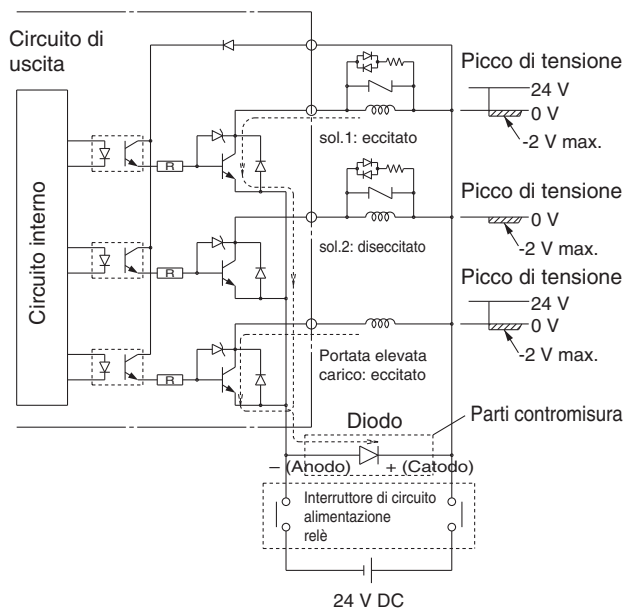 Circuito di
uscita
Circuito interno
R
R
R
sol.1: eccitato
sol.2: diseccitato
Portata elevata
carico: eccitato
Picco di tensione
24 V
0 V
-2 V max.
Picco di tensione
0 V
-2 V max.
Picco di tensione
24 V
0 V
-2 V max.
Diodo
Parti contromisura
– (Anodo)
+ (Catodo)
Interruttore di circuito
alimentazione
relè
24 V DC